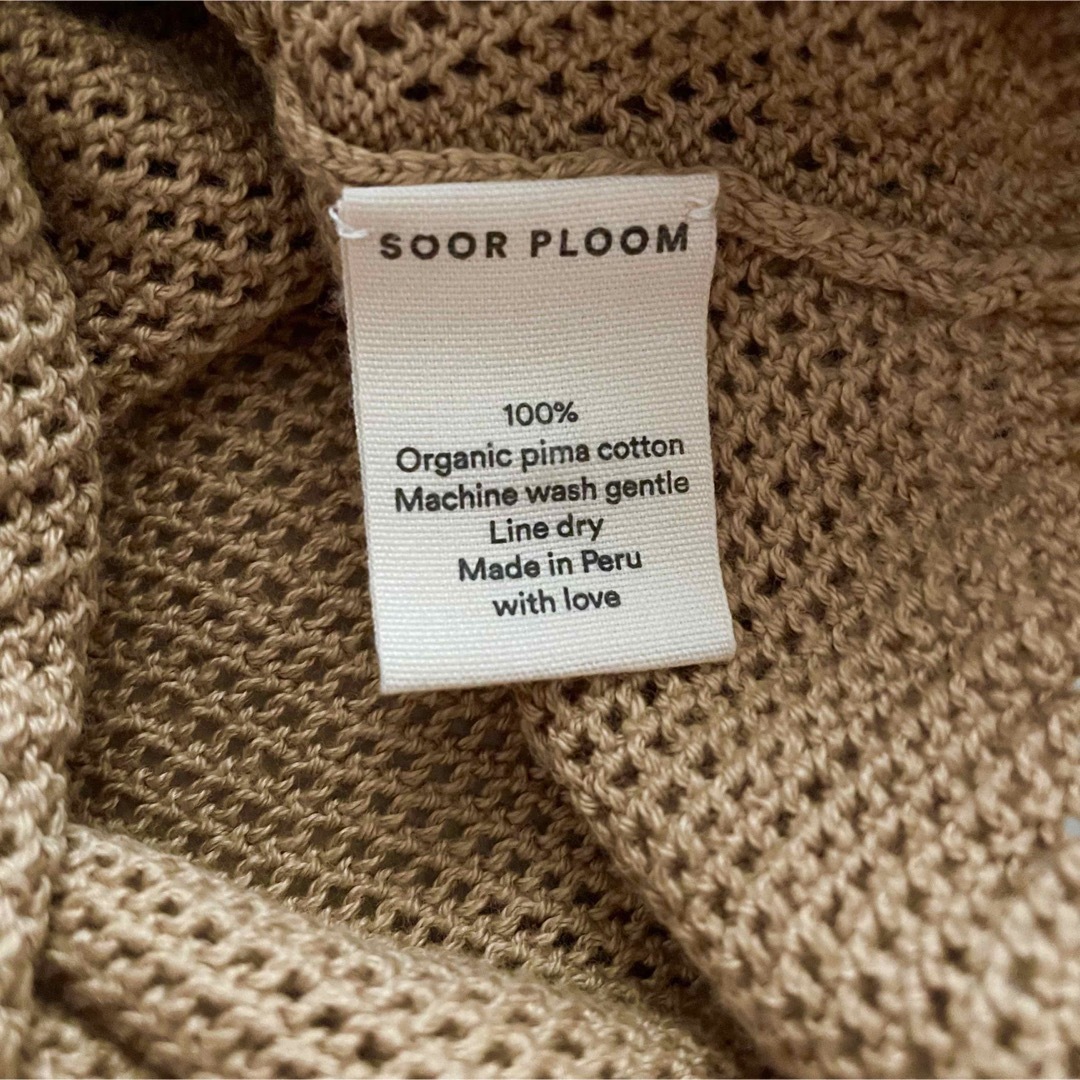 SOOR PLOOM
100%
Organic pima cotton
Machine wash gentle
Line dry
Made in Peru
with love